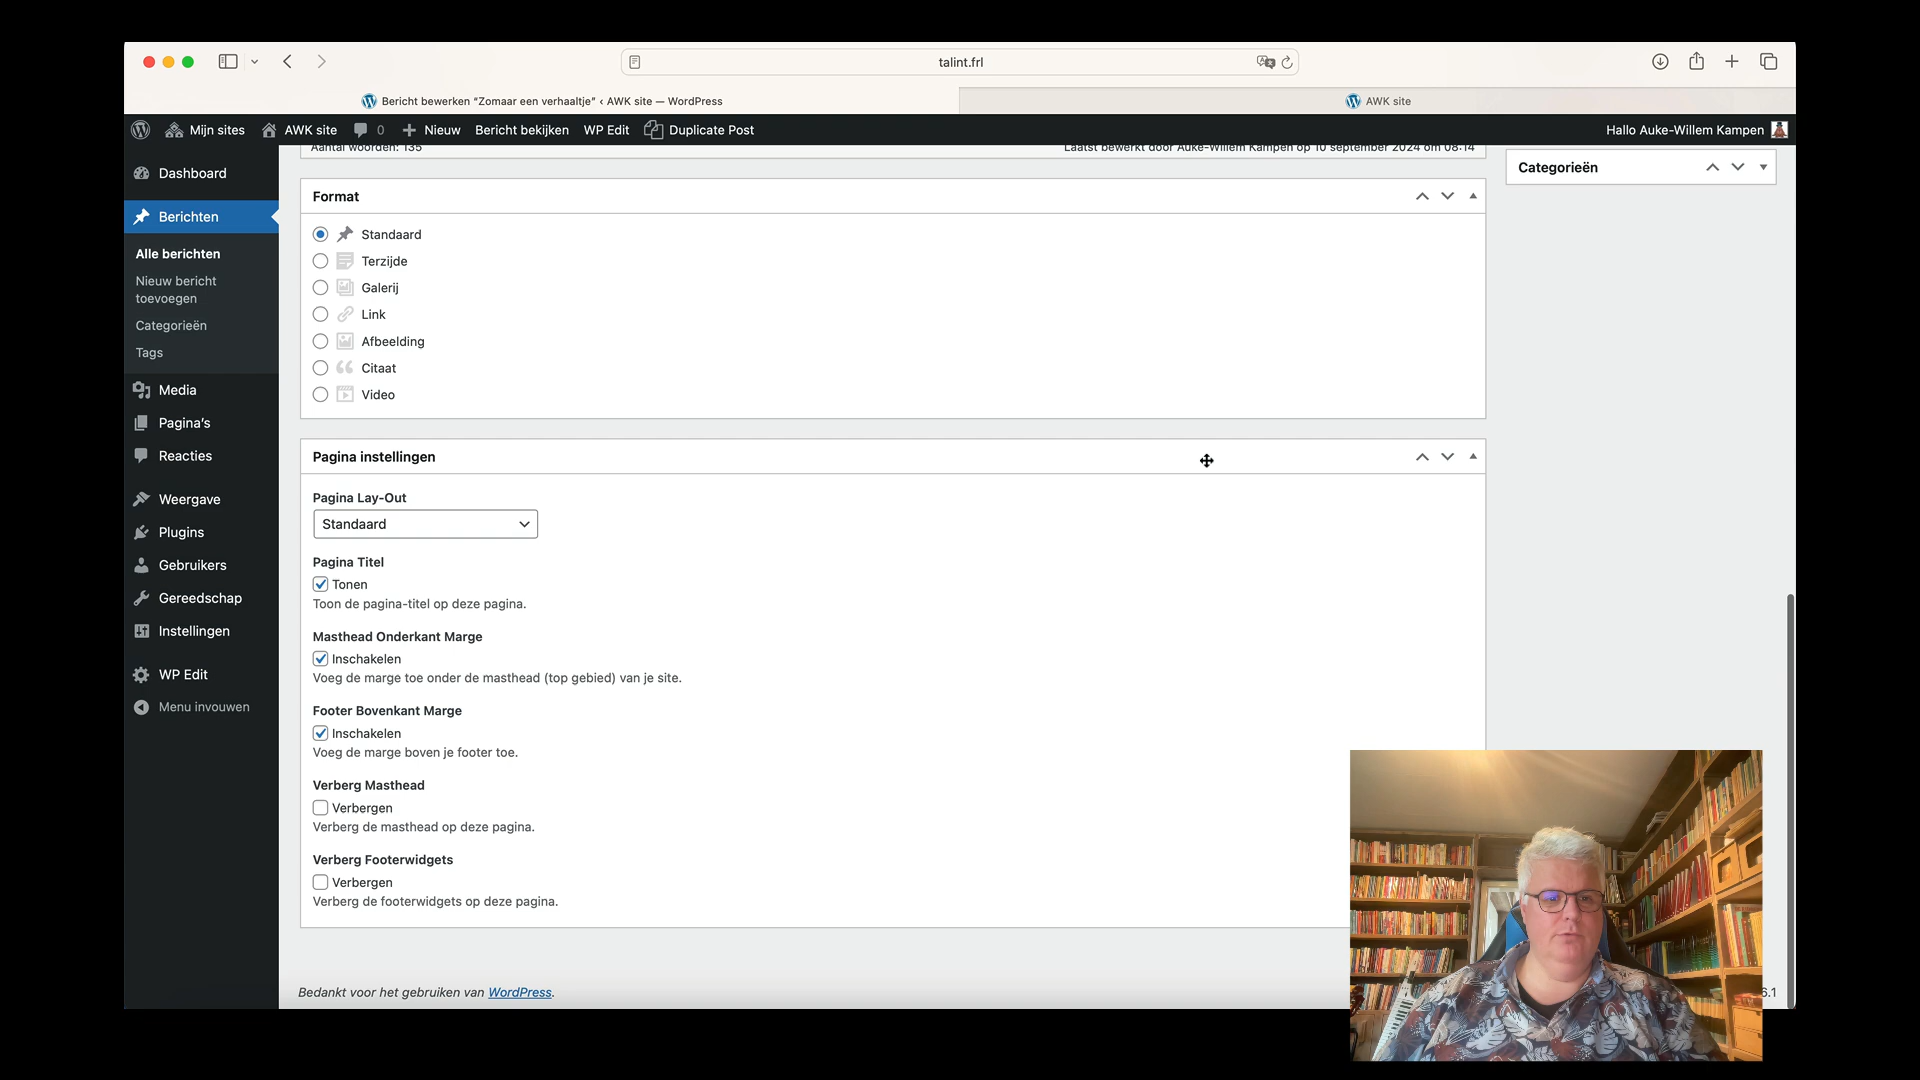 talint.frl
Bericht bewerken “Zomaar een verhaaltje” ‹ AWK site — WordPress
AWK site
Mijn sites
AWK site
0
Nieuw
Bericht bekijken
WP Edit
Duplicate Post
Hallo Auke-Willem Kampen
Dashboard
Berichten
Alle berichten
Nieuw bericht
toevoegen
Categorieën
Tags
Media
Pagina's
Reacties
Weergave
Plugins
Gebruikers
Gereedschap
Instellingen
WP Edit
Menu invouwen
Aantal woorden: 135
Laatst bewerkt door Auke-Willem Kampen op 10 september 2024 om 08:14
Format
Standaard
Terzijde
Galerij
Link
Afbeelding
Citaat
Video
Pagina instellingen
Pagina Lay-Out
Standaard
Pagina Titel
Tonen
Toon de pagina-titel op deze pagina.
Masthead Onderkant Marge
Inschakelen
Voeg de marge toe onder de masthead (top gebied) van je site.
Footer Bovenkant Marge
Inschakelen
Voeg de marge boven je footer toe.
Verberg Masthead
Verbergen
Verberg de masthead op deze pagina.
Verberg Footerwidgets
Verbergen
Verberg de footerwidgets op deze pagina.
Bedankt voor het gebruiken van WordPress.
6.1
Categorieën